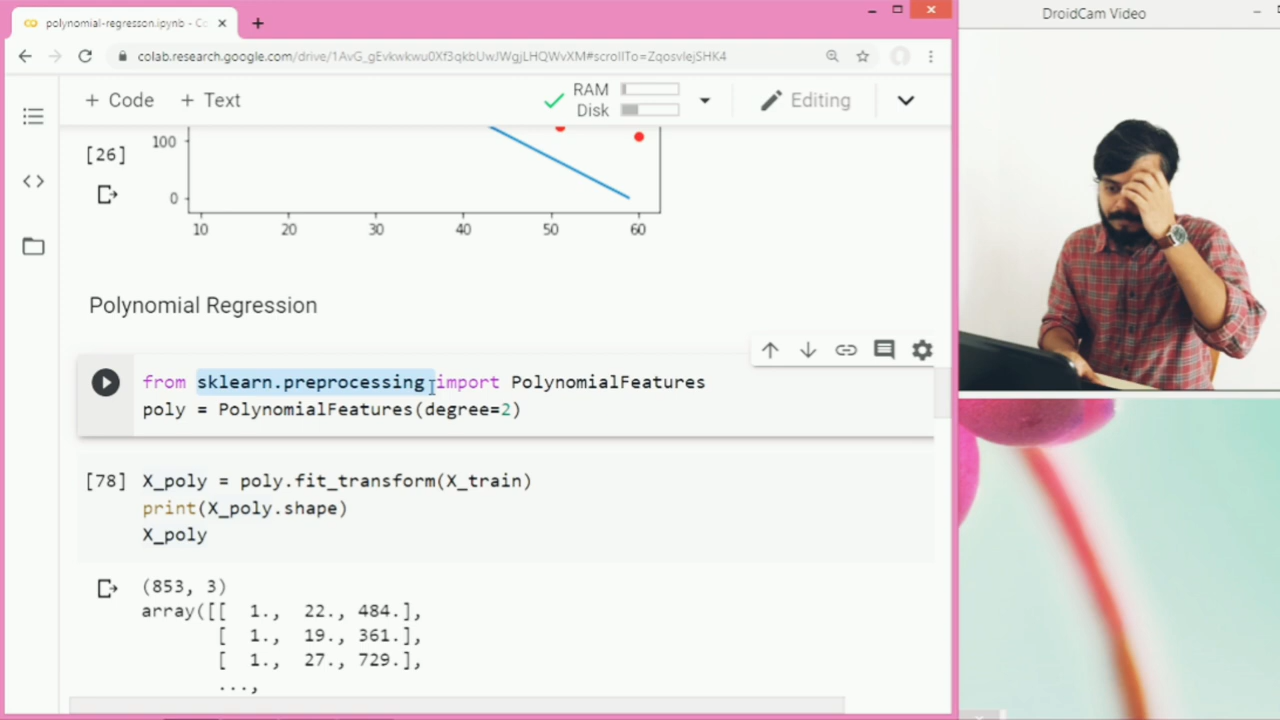 polynomial-regresson.ipynb - Co
DroidCam Video
colab.research.google.com/drive/1AvG_gEvkwkwu0Xf3qkbUwJWgjLHQWvXM#scrollTo=ZqosvlejSHK4
+ Code + Text
RAM
Disk
Editing
[26]
100
0
10 20 30 40 50 60
Polynomial Regression
from sklearn.preprocessing import PolynomialFeatures
poly = PolynomialFeatures(degree=2)
[78] X_poly = poly.fit_transform(X_train)
print(X_poly.shape)
X_poly
(853, 3)
array([[ 1., 22., 484.],
[ 1., 19., 361.],
[ 1., 27., 729.],
...,